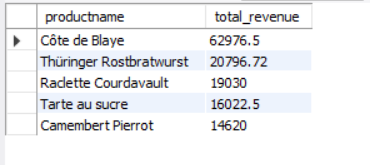 productname total_revenue
Côte de Blaye 62976.5
Thüringer Rostbratwurst 20796.72
Raclette Courdavault 19030
Tarte au sucre 16022.5
Camembert Pierrot 14620